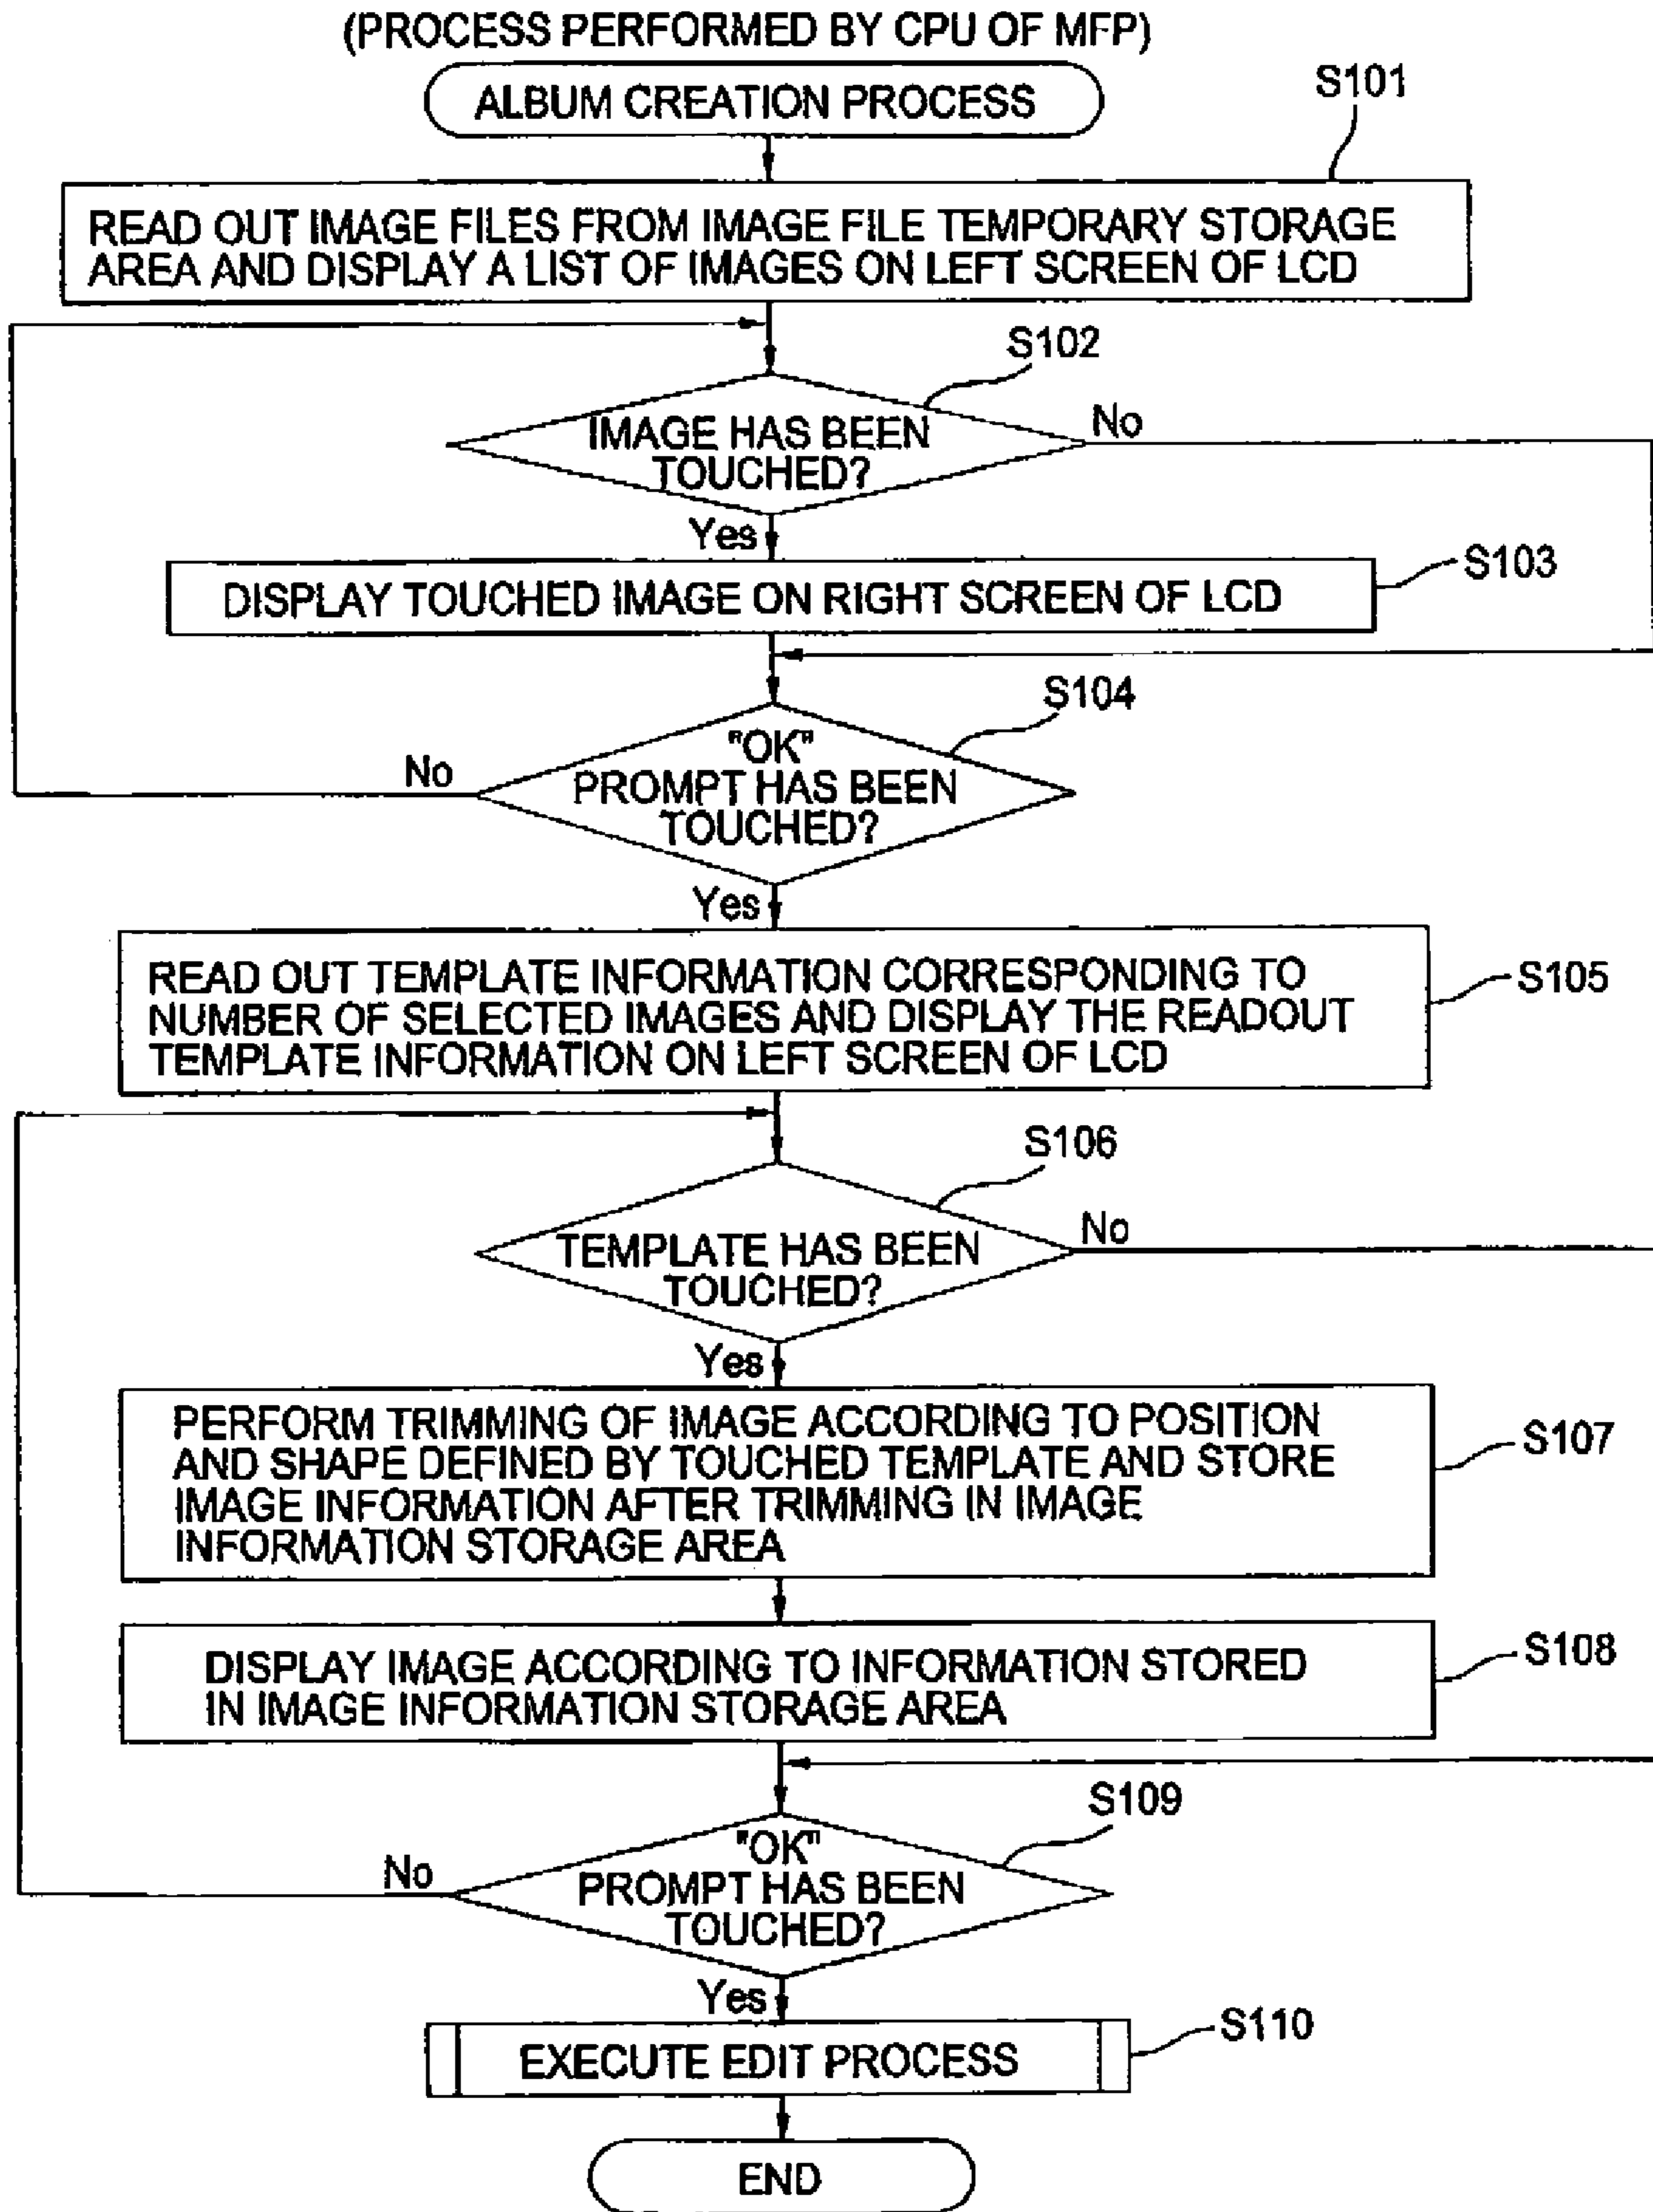 (PROCESS PERFORMED BY CPU OF MFP)
ALBUM CREATION PROCESS
S101
READ OUT IMAGE FILES FROM IMAGE FILE TEMPORARY STORAGE
AREA AND DISPLAY A LIST OF IMAGES ON LEFT SCREEN OF LCD
S102
IMAGE HAS BEEN
TOUCHED?
No
Yes
S103
DISPLAY TOUCHED IMAGE ON RIGHT SCREEN OF LCD
S104
"OK"
PROMPT HAS BEEN
TOUCHED?
No
Yes
READ OUT TEMPLATE INFORMATION CORRESPONDING TO
NUMBER OF SELECTED IMAGES AND DISPLAY THE READOUT
TEMPLATE INFORMATION ON LEFT SCREEN OF LCD
S105
S106
TEMPLATE HAS BEEN
TOUCHED?
No
Yes
PERFORM TRIMMING OF IMAGE ACCORDING TO POSITION
AND SHAPE DEFINED BY TOUCHED TEMPLATE AND STORE
IMAGE INFORMATION AFTER TRIMMING IN IMAGE
INFORMATION STORAGE AREA
S107
DISPLAY IMAGE ACCORDING TO INFORMATION STORED
IN IMAGE INFORMATION STORAGE AREA
S108
S109
"OK"
PROMPT HAS BEEN
TOUCHED?
No
Yes
EXECUTE EDIT PROCESS
S110
END